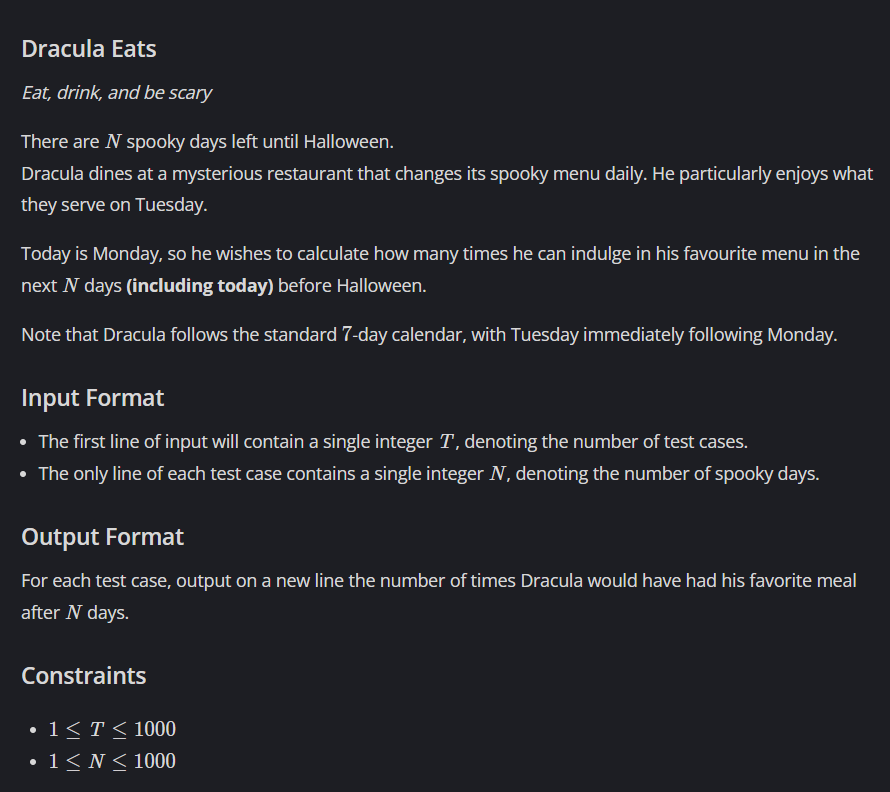 Dracula Eats
Eat, drink, and be scary
There are N spooky days left until Halloween.
Dracula dines at a mysterious restaurant that changes its spooky menu daily. He particularly enjoys what
they serve on Tuesday.
Today is Monday, so he wishes to calculate how many times he can indulge in his favourite menu in the
next N days (including today) before Halloween.
Note that Dracula follows the standard 7-day calendar, with Tuesday immediately following Monday.
Input Format
• The first line of input will contain a single integer T, denoting the number of test cases.
• The only line of each test case contains a single integer N, denoting the number of spooky days.
Output Format
For each test case, output on a new line the number of times Dracula would have had his favorite meal
after N days.
Constraints
• 1 ≤ T ≤ 1000
• 1 ≤ N ≤ 1000